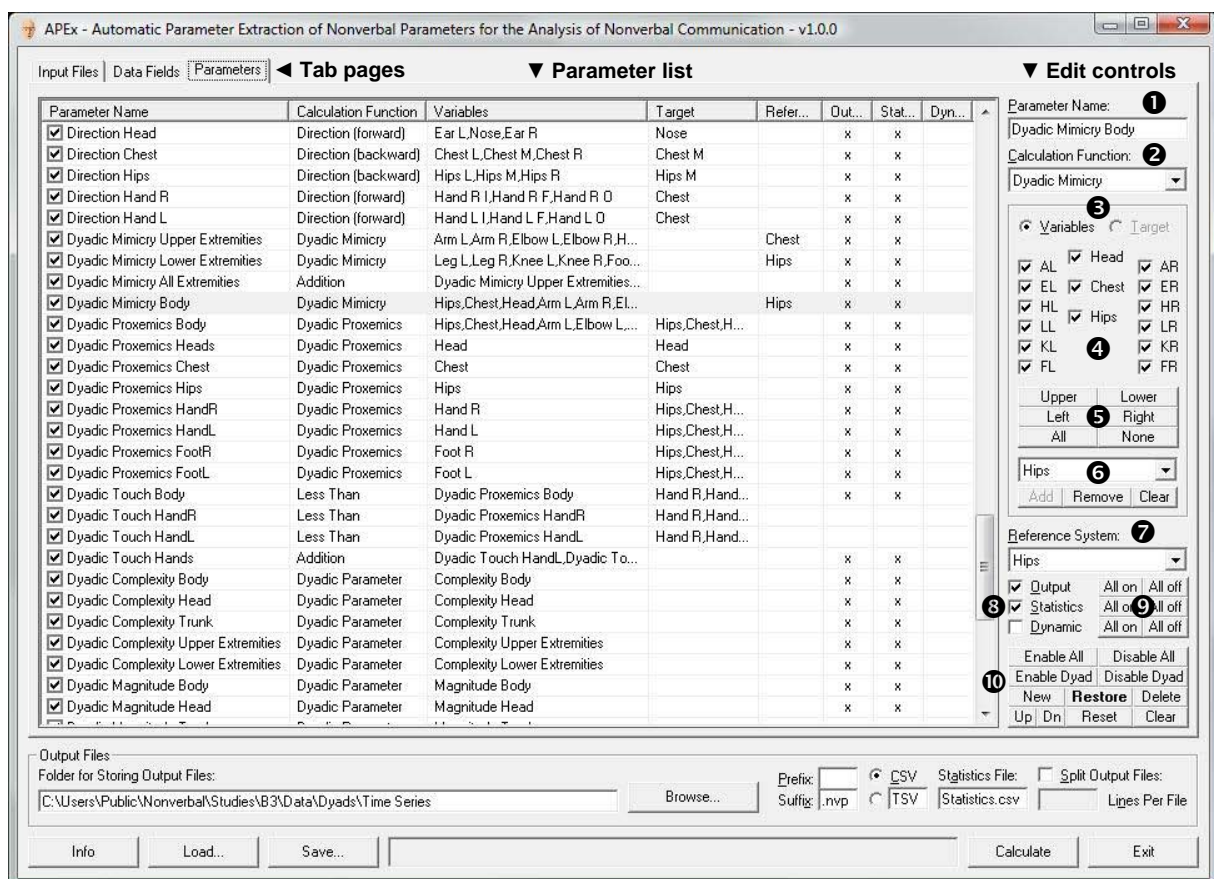 APEx - Automatic Parameter Extraction of Nonverbal Parameters for the Analysis of Nonverbal Communication - v1.0.0
Input Files Data Fields Parameters ◄ Tab pages ▼ Parameter list ▼ Edit controls
Parameter Name Calculation Function Variables Target Refer... Out... Stat... Dyn...
Direction Head Direction (forward) Ear L,Nose,Ear R Nose x x
Direction Chest Direction (backward) Chest L,Chest M,Chest R Chest M x x
Direction Hips Direction (backward) Hips L,Hips M,Hips R Hips M x x
Direction Hand R Direction (forward) Hand R I,Hand R F,Hand R O Chest x x
Direction Hand L Direction (forward) Hand L I,Hand L F,Hand L O Chest x x
Dyadic Mimicry Upper Extremities Dyadic Mimicry Arm L,Arm R,Elbow L,Elbow R,H... Chest x x
Dyadic Mimicry Lower Extremities Dyadic Mimicry Leg L,Leg R,Knee L,Knee R,Foo... Hips x x
Dyadic Mimicry All Extremities Addition Dyadic Mimicry Upper Extremities... x x
Dyadic Mimicry Body Dyadic Mimicry Hips,Chest,Head,Arm L,Arm R,El... Hips x x
Dyadic Proxemics Body Dyadic Proxemics Hips,Chest,Head,Arm L,Elbow L,... Hips,Chest,H... x x
Dyadic Proxemics Heads Dyadic Proxemics Head Head x x
Dyadic Proxemics Chest Dyadic Proxemics Chest Chest x x
Dyadic Proxemics Hips Dyadic Proxemics Hips Hips x x
Dyadic Proxemics HandR Dyadic Proxemics Hand R Hips,Chest,H... x x
Dyadic Proxemics HandL Dyadic Proxemics Hand L Hips,Chest,H... x x
Dyadic Proxemics FootR Dyadic Proxemics Foot R Hips,Chest,H... x x
Dyadic Proxemics FootL Dyadic Proxemics Foot L Hips,Chest,H... x x
Dyadic Touch Body Less Than Dyadic Proxemics Body Hand R,Hand... x x
Dyadic Touch HandR Less Than Dyadic Proxemics HandR Hand R,Hand...
Dyadic Touch HandL Less Than Dyadic Proxemics HandL Hand R,Hand...
Dyadic Touch Hands Addition Dyadic Touch HandL,Dyadic To... x x
Dyadic Complexity Body Dyadic Parameter Complexity Body x x
Dyadic Complexity Head Dyadic Parameter Complexity Head x x
Dyadic Complexity Trunk Dyadic Parameter Complexity Trunk x x
Dyadic Complexity Upper Extremities Dyadic Parameter Complexity Upper Extremities x x
Dyadic Complexity Lower Extremities Dyadic Parameter Complexity Lower Extremities x x
Dyadic Magnitude Body Dyadic Parameter Magnitude Body x x
Dyadic Magnitude Head Dyadic Parameter Magnitude Head x x
Parameter Name: ❶
Dyadic Mimicry Body
Calculation Function: ❷
Dyadic Mimicry
❸
Variables Target
Head
AL AR
EL Chest ER
HL HR
Hips
LL LR
KL ❹ KR
FL FR
Upper Lower
Left ❺ Right
All None
Hips ❻
Add Remove Clear
Reference System: ❼
Hips
Output All on All off
❽ Statistics All on ❾ All off
Dynamic All on All off
Enable All Disable All
❿ Enable Dyad Disable Dyad
New Restore Delete
Up Dn Reset Clear
Output Files
Folder for Storing Output Files:
C:\Users\Public\Nonverbal\Studies\B3\Data\Dyads\Time Series Browse...
Prefix: CSV Statistics File: Split Output Files:
Suffix: .nvp TSV Statistics.csv Lines Per File
Info Load... Save... Calculate Exit